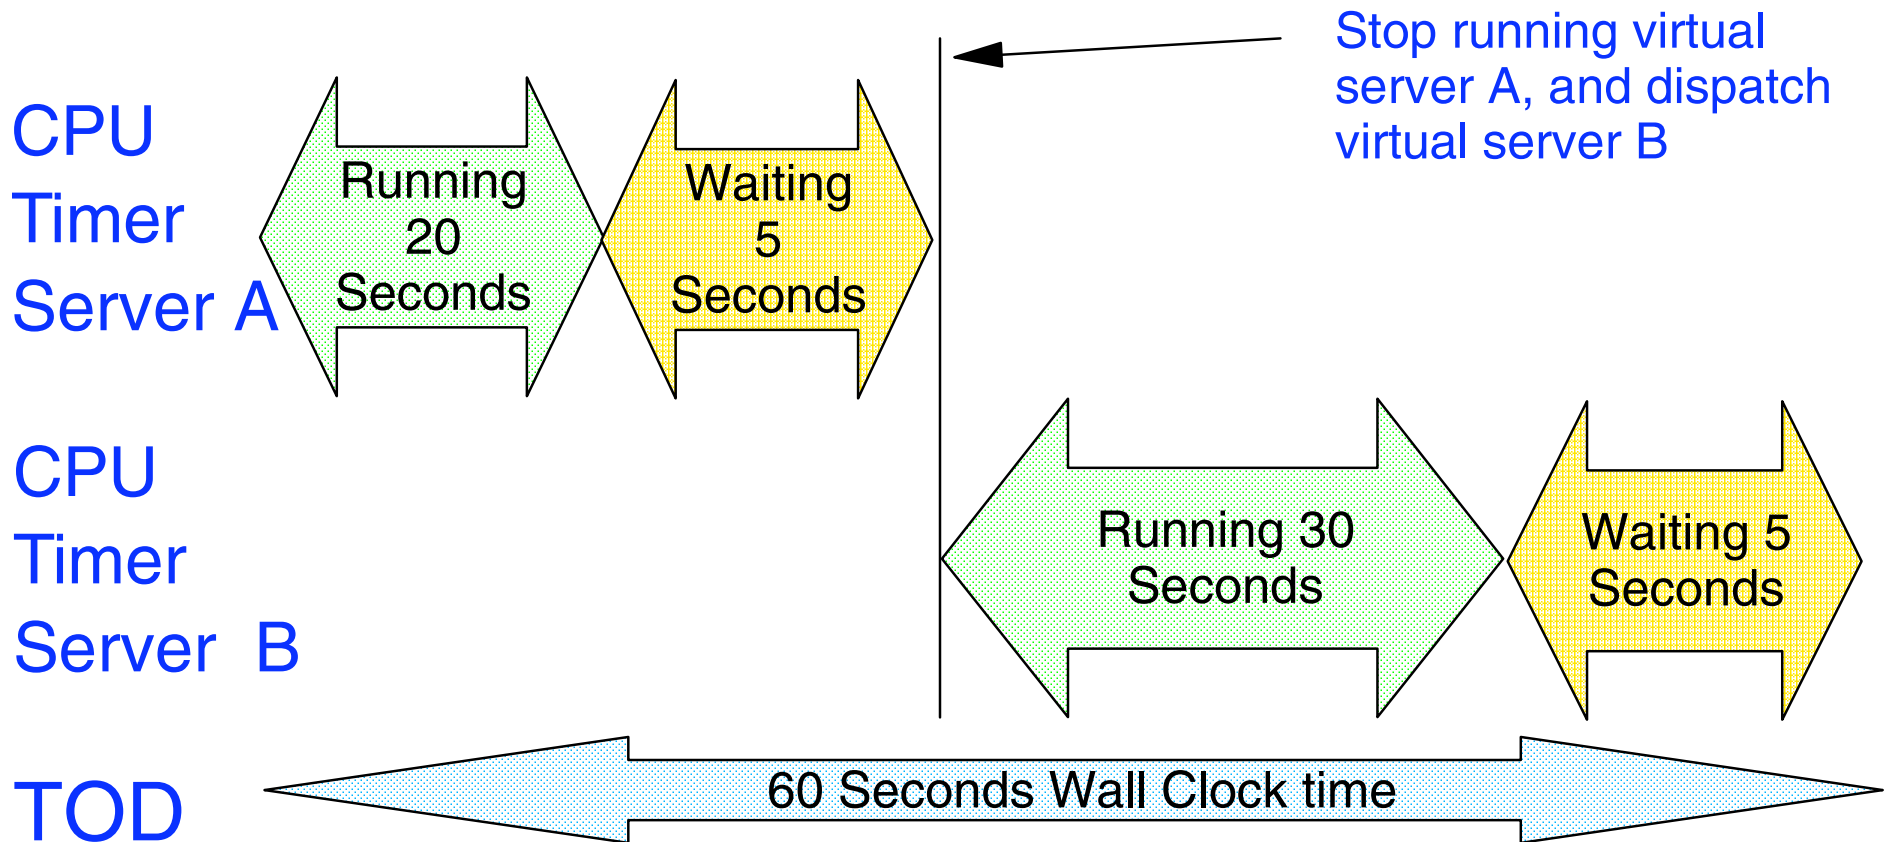 Stop running virtual
server A, and dispatch
virtual server B
CPU
Timer
Server A
Running
20
Seconds
Waiting
5
Seconds
CPU
Timer
Server B
Running 30
Seconds
Waiting 5
Seconds
TOD
60 Seconds Wall Clock time